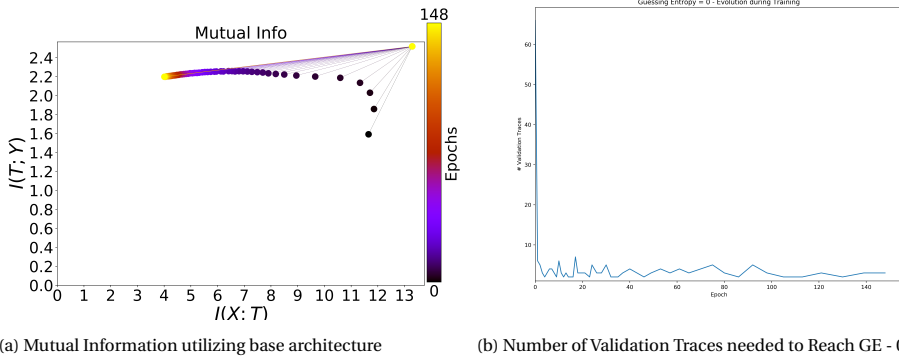 148
Mutual Info
2.4
2.2
2.0
1.8
1.6
1.4
1.2
1.0
0.8
0.6
0.4
0.2
0.0
I(T; Y)
0 1 2 3 4 5 6 7 8 9 10 11 12 13
I(X; T)
Epochs
0
Guessing Entropy = 0 - Evolution during Training
60
50
40
30
20
10
# Validation Traces
0 20 40 60 80 100 120 140
Epoch
(a) Mutual Information utilizing base architecture
(b) Number of Validation Traces needed to Reach GE - 0